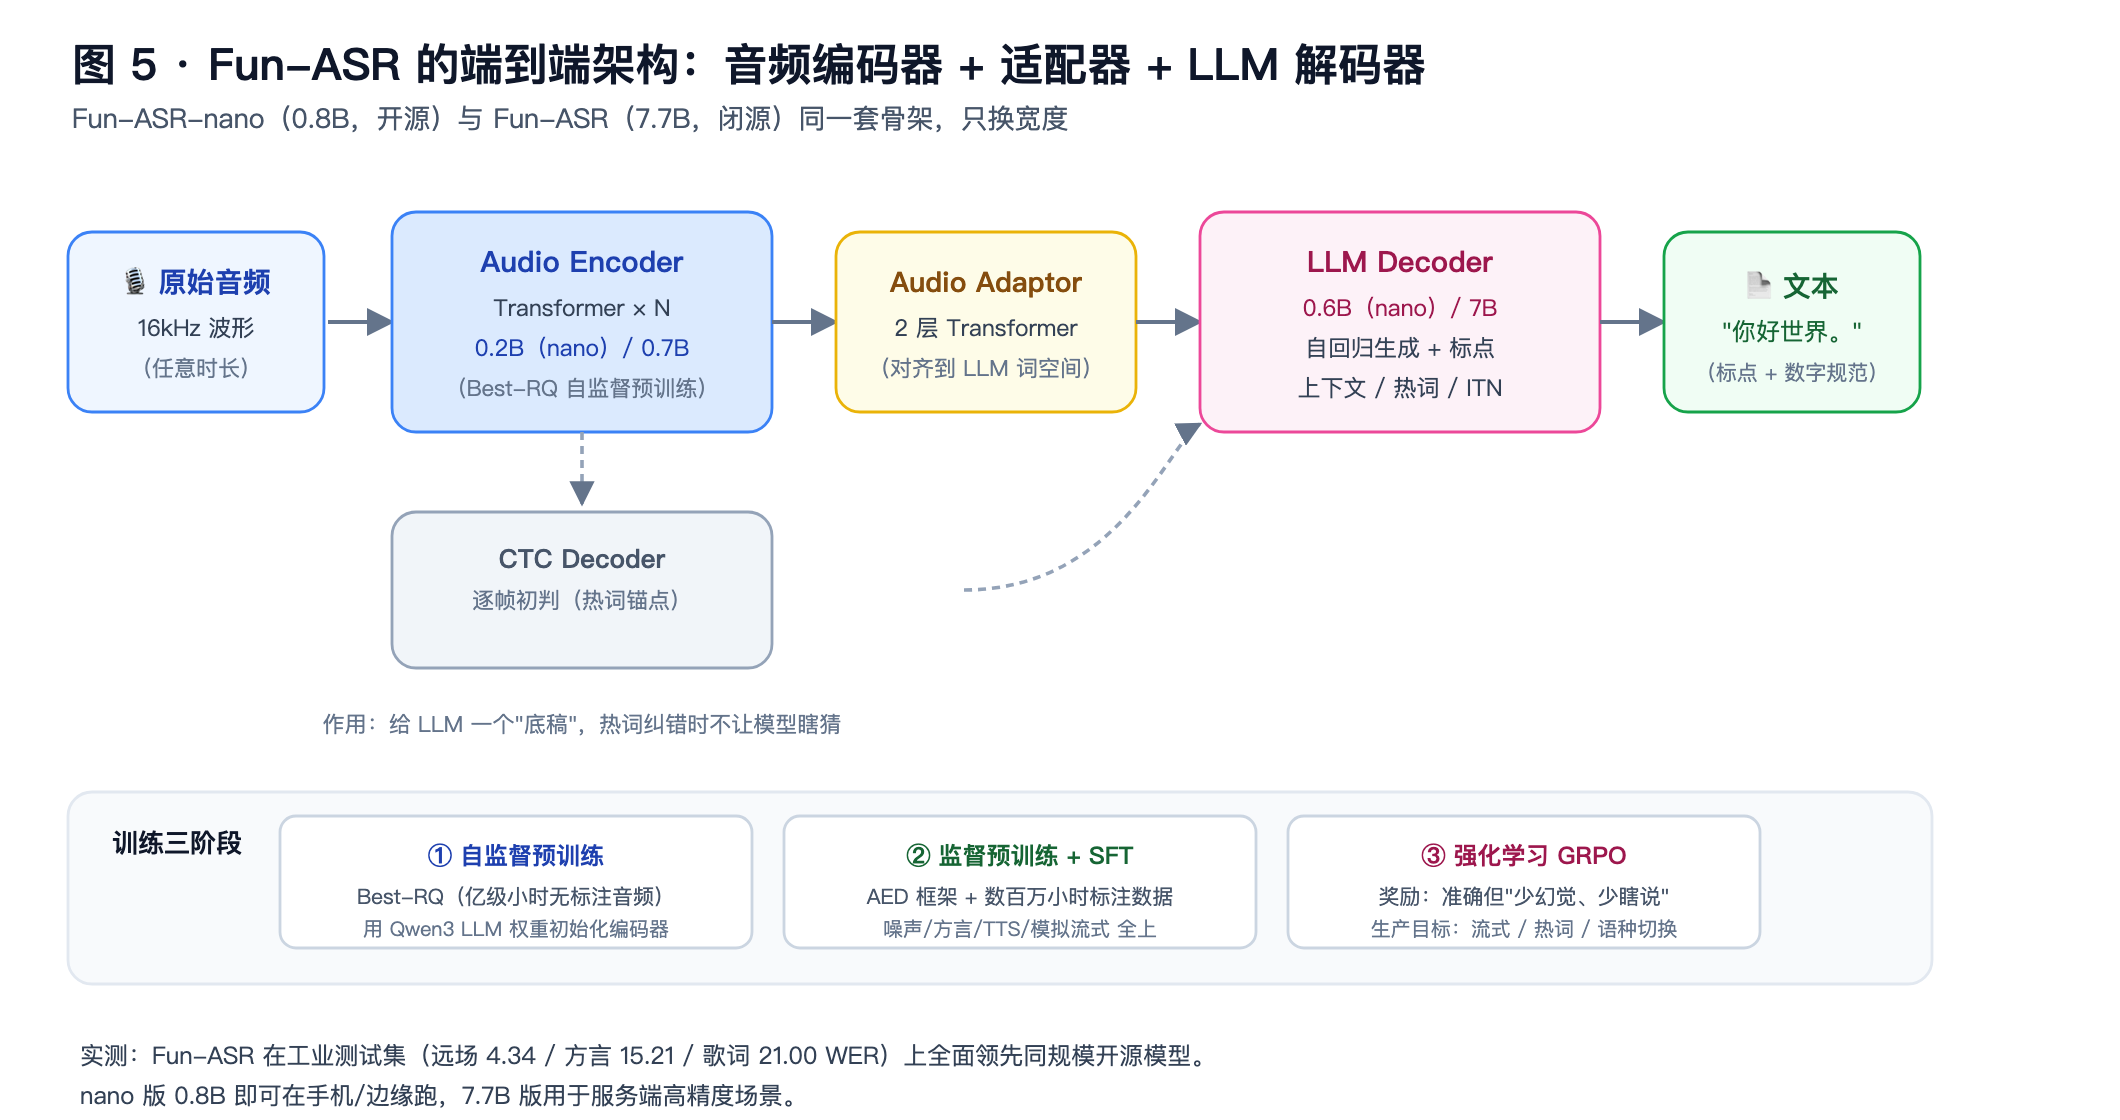 图 5 · Fun-ASR 的端到端架构：音频编码器 + 适配器 + LLM 解码器
Fun-ASR-nano（0.8B，开源）与 Fun-ASR（7.7B，闭源）同一套骨架，只换宽度
原始音频
16kHz 波形
（任意时长）
Audio Encoder
Transformer × N
0.2B（nano）/ 0.7B
（Best-RQ 自监督预训练）
Audio Adaptor
2 层 Transformer
（对齐到 LLM 词空间）
LLM Decoder
0.6B（nano）/ 7B
自回归生成 + 标点
上下文 / 热词 / ITN
文本
"你好世界。"
（标点 + 数字规范）
CTC Decoder
逐帧初判（热词锚点）
作用：给 LLM 一个"底稿"，热词纠错时不让模型瞎猜
训练三阶段
① 自监督预训练
Best-RQ（亿级小时无标注音频）
用 Qwen3 LLM 权重初始化编码器
② 监督预训练 + SFT
AED 框架 + 数百万小时标注数据
噪声/方言/TTS/模拟流式 全上
③ 强化学习 GRPO
奖励：准确但"少幻觉、少瞎说"
生产目标：流式 / 热词 / 语种切换
实测：Fun-ASR 在工业测试集（远场 4.34 / 方言 15.21 / 歌词 21.00 WER）上全面领先同规模开源模型。
nano 版 0.8B 即可在手机/边缘跑，7.7B 版用于服务端高精度场景。